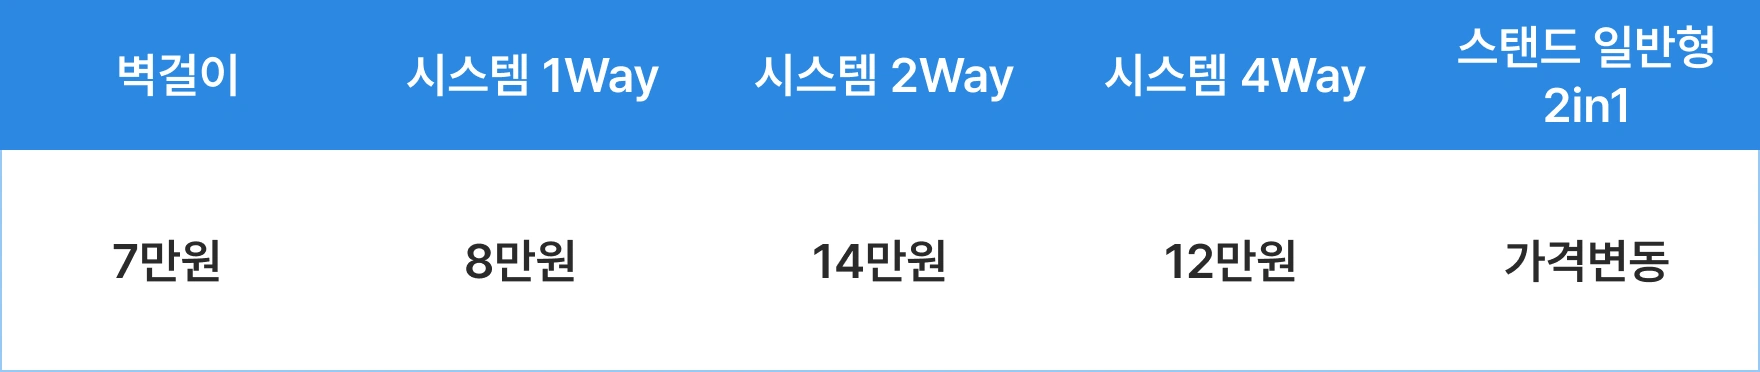 벽걸이
시스템 1Way
시스템 2Way
시스템 4Way
스탠드 일반형
2in1
7만원
8만원
14만원
12만원
가격변동